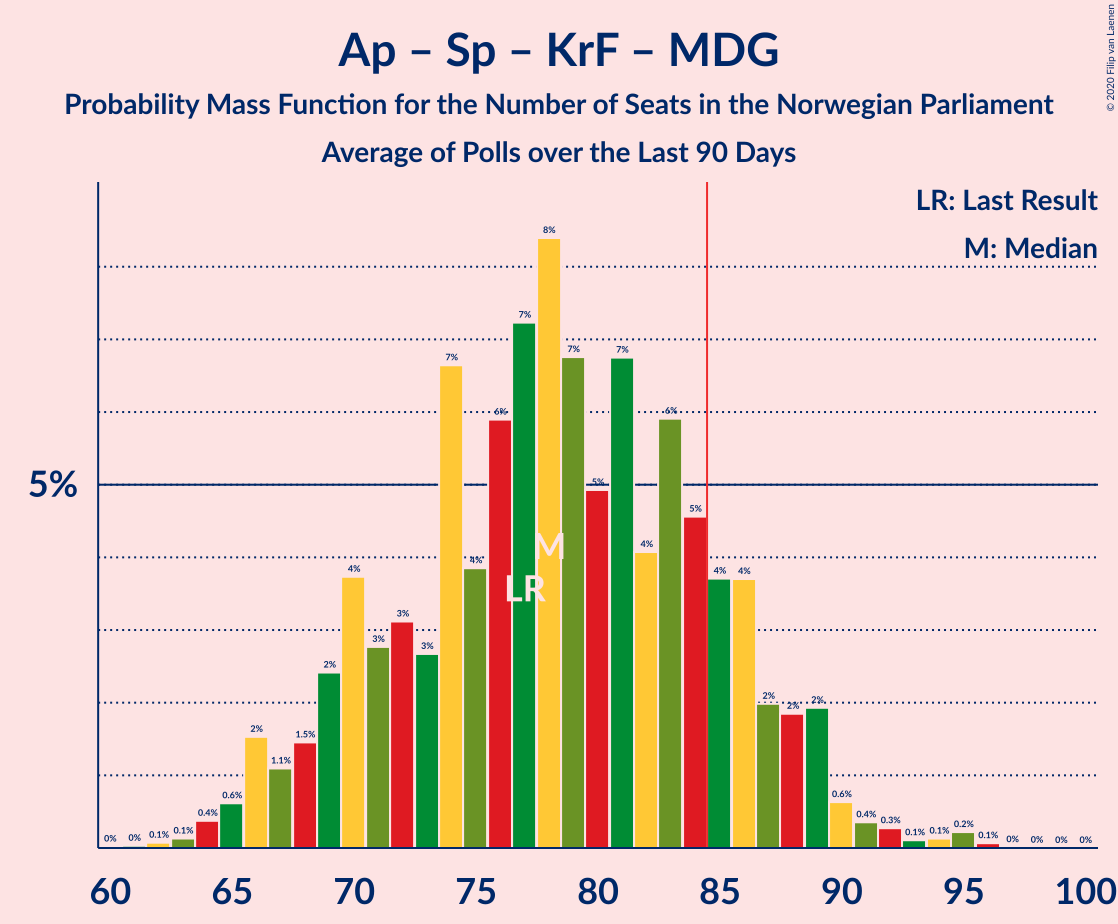 Ap – Sp – KrF – MDG
Probability Mass Function for the Number of Seats in the Norwegian Parliament
Average of Polls over the Last 90 Days
© 2020 Filip van Laenen
LR: Last Result
M: Median
5%
0% 0% 0.1% 0.1% 0.4% 0.6% 2% 1.1% 1.5% 2% 4% 3% 3% 3% 7% 4% 6% 7% 8% 7% 5% 7% 4% 6% 5% 4% 4% 2% 2% 2% 0.6% 0.4% 0.3% 0.1% 0.1% 0.2% 0.1% 0% 0% 0% 0%
M
LR
60 65 70 75 80 85 90 95 100